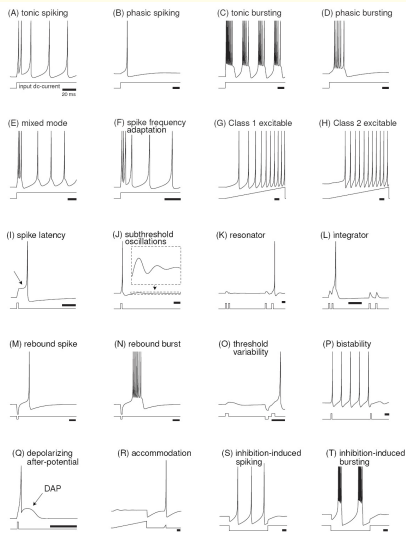 (A) tonic spiking
(B) phasic spiking
(C) tonic bursting
(D) phasic bursting
input dc-current
20 ms
(E) mixed mode
(F) spike frequency
adaptation
(G) Class 1 excitable
(H) Class 2 excitable
(I) spike latency
(J) subthreshold
oscillations
(K) resonator
(L) integrator
(M) rebound spike
(N) rebound burst
(O) threshold
variability
(P) bistability
(Q) depolarizing
after-potential
DAP
(R) accommodation
(S) inhibition-induced
spiking
(T) inhibition-induced
bursting